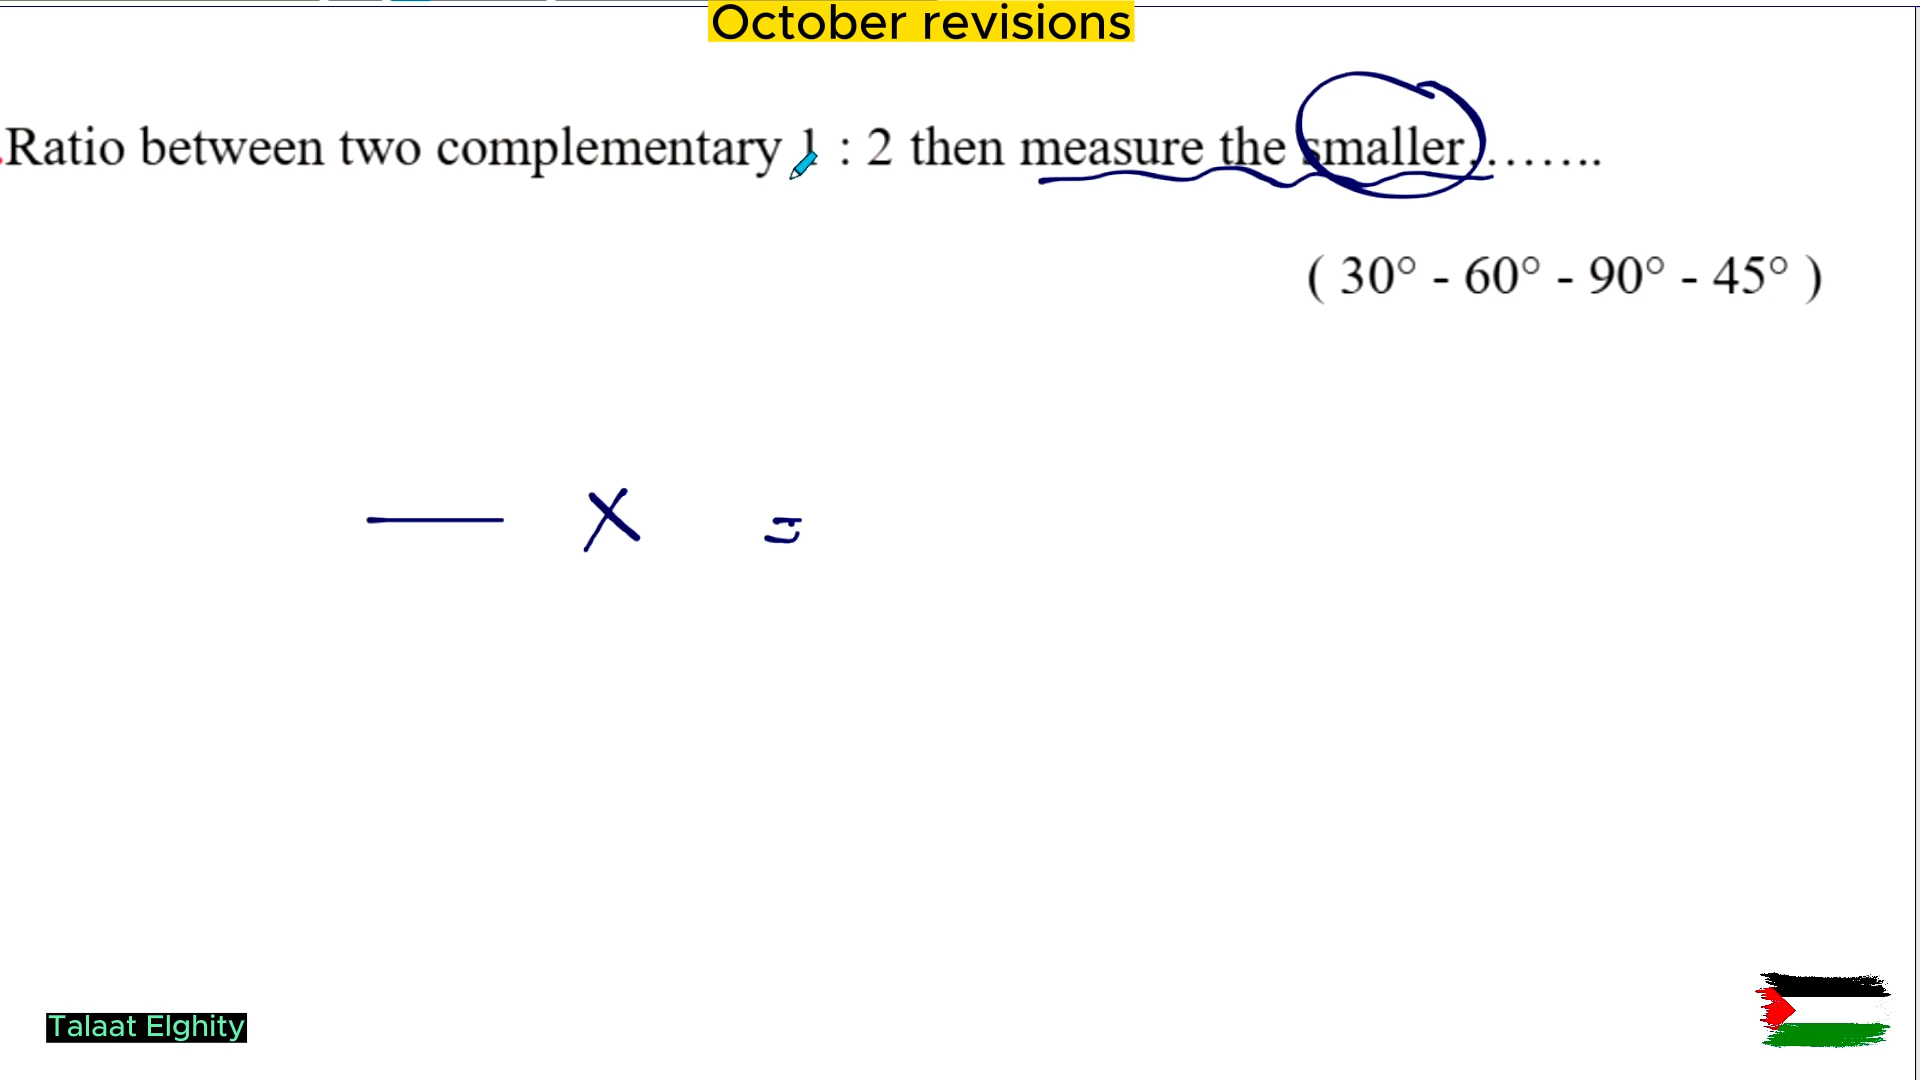 October revisions
.Ratio between two complementary 1 : 2 then measure the smaller........
( 30° - 60° - 90° - 45° )
— X =
Talaat Elghity